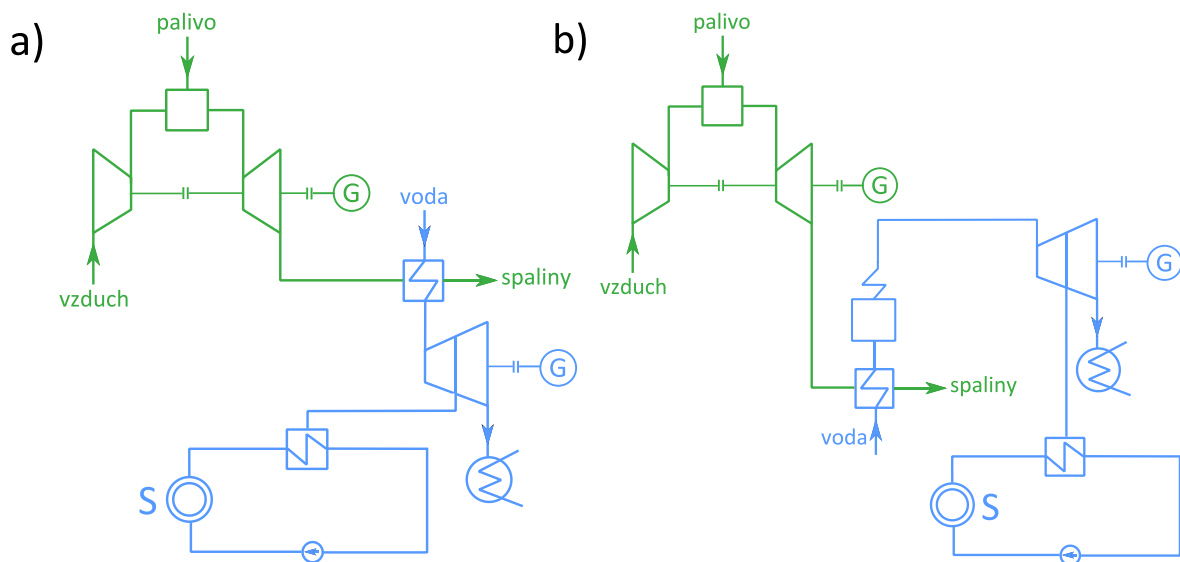 a)
palivo
G
voda
spaliny
vzduch
G
S
b)
palivo
G
G
vzduch
spaliny
voda
S